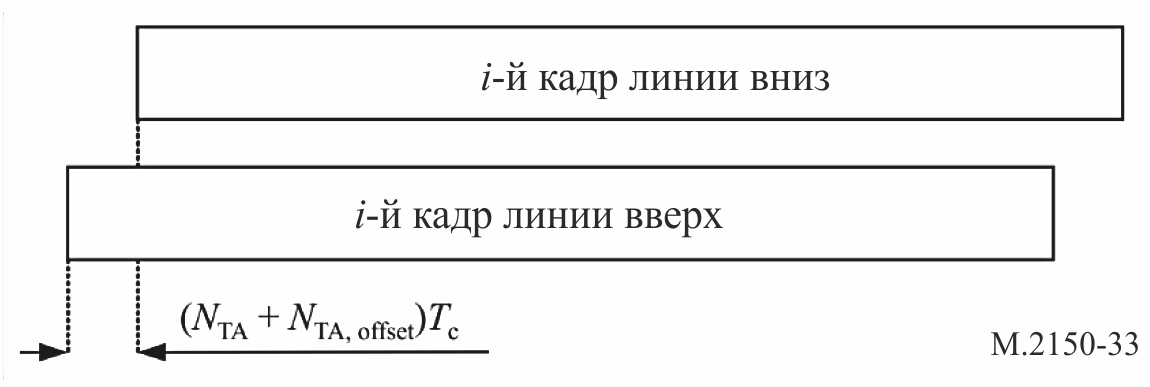 i-й кадр линии вниз
i-й кадр линии вверх
(N_TA + N_TA, offset)T_c
М.2150-33